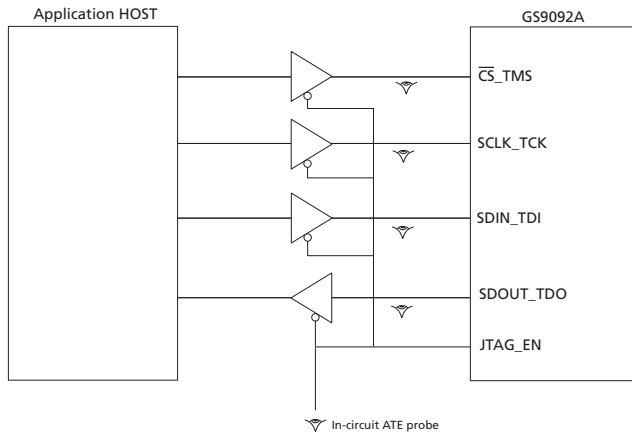 Application HOST
GS9092A
CS_TMS
SCLK_TCK
SDIN_TDI
SDOUT_TDO
JTAG_EN
In-circuit ATE probe